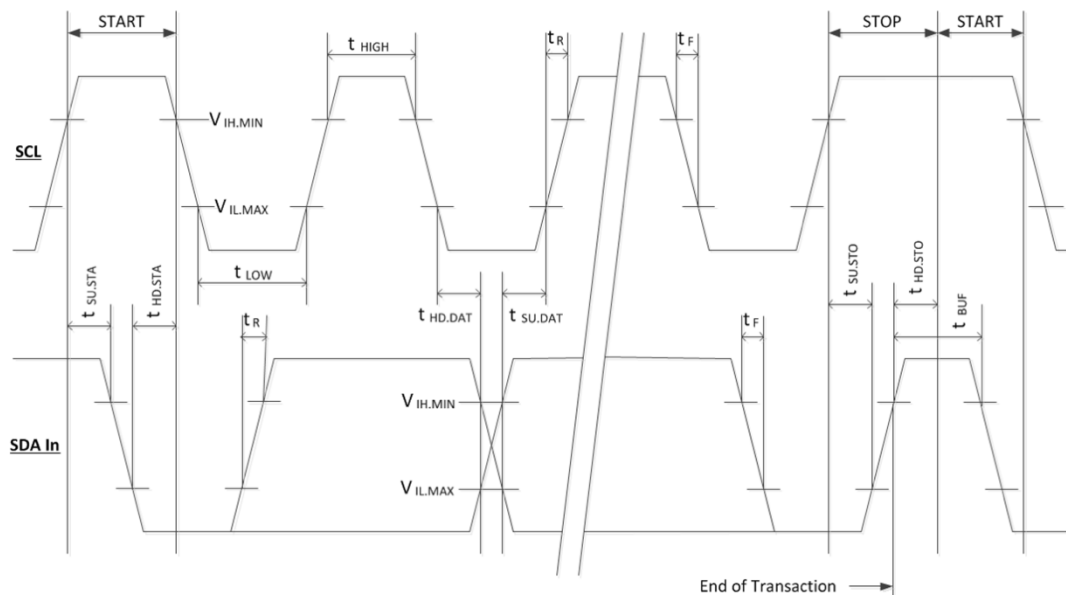 START
STOP
START
t HIGH
t R
t F
V IH.MIN
SCL
V IL.MAX
t SU.STA
t HD.STA
t LOW
t R
t HD.DAT
t SU.DAT
t F
t SU.STO
t HD.STO
t BUF
V IH.MIN
SDA In
V IL.MAX
End of Transaction